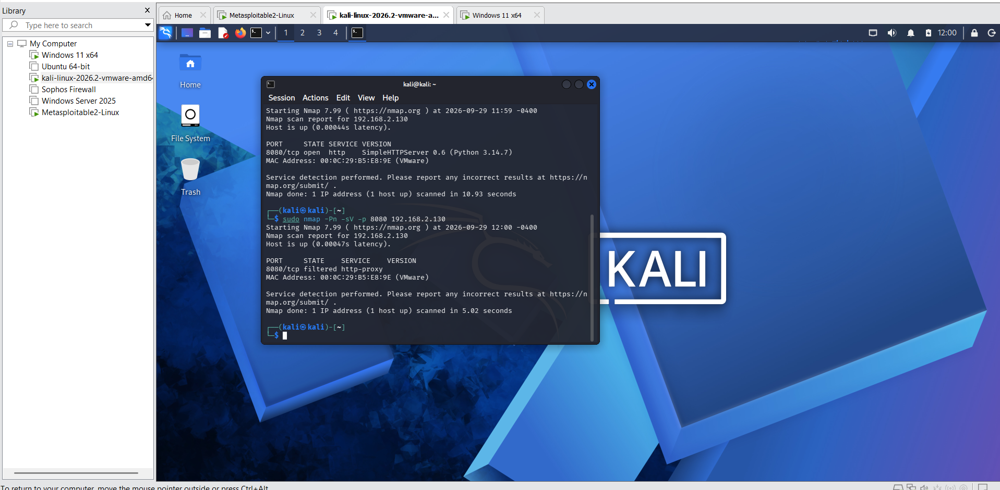 Library
Type here to search
My Computer
Windows 11 x64
Ubuntu 64-bit
kali-linux-2026.2-vmware-amd6
Sophos Firewall
Windows Server 2025
Metasploitable2-Linux
Home
Metasploitable2-Linux
kali-linux-2026.2-vmware-a...
Windows 11 x64
1 2 3 4
12:00
Home
File System
Trash
kali@kali: ~
Session Actions Edit View Help
Starting Nmap 7.99 ( https://nmap.org ) at 2026-09-29 11:59 -0400
Nmap scan report for 192.168.2.130
Host is up (0.00044s latency).
PORT     STATE SERVICE VERSION
8080/tcp open  http    SimpleHTTPServer 0.6 (Python 3.14.7)
MAC Address: 00:0C:29:B5:E8:9E (VMware)
Service detection performed. Please report any incorrect results at https://n
map.org/submit/ .
Nmap done: 1 IP address (1 host up) scanned in 10.93 seconds
┌──(kali㉿kali)-[~]
└─$ sudo nmap -Pn -sV -p 8080 192.168.2.130
Starting Nmap 7.99 ( https://nmap.org ) at 2026-09-29 12:00 -0400
Nmap scan report for 192.168.2.130
Host is up (0.00047s latency).
PORT     STATE    SERVICE    VERSION
8080/tcp filtered http-proxy
MAC Address: 00:0C:29:B5:E8:9E (VMware)
Service detection performed. Please report any incorrect results at https://n
map.org/submit/ .
Nmap done: 1 IP address (1 host up) scanned in 5.02 seconds
┌──(kali㉿kali)-[~]
└─$
KALI
To return to your computer, move the mouse pointer outside or press Ctrl+Alt.